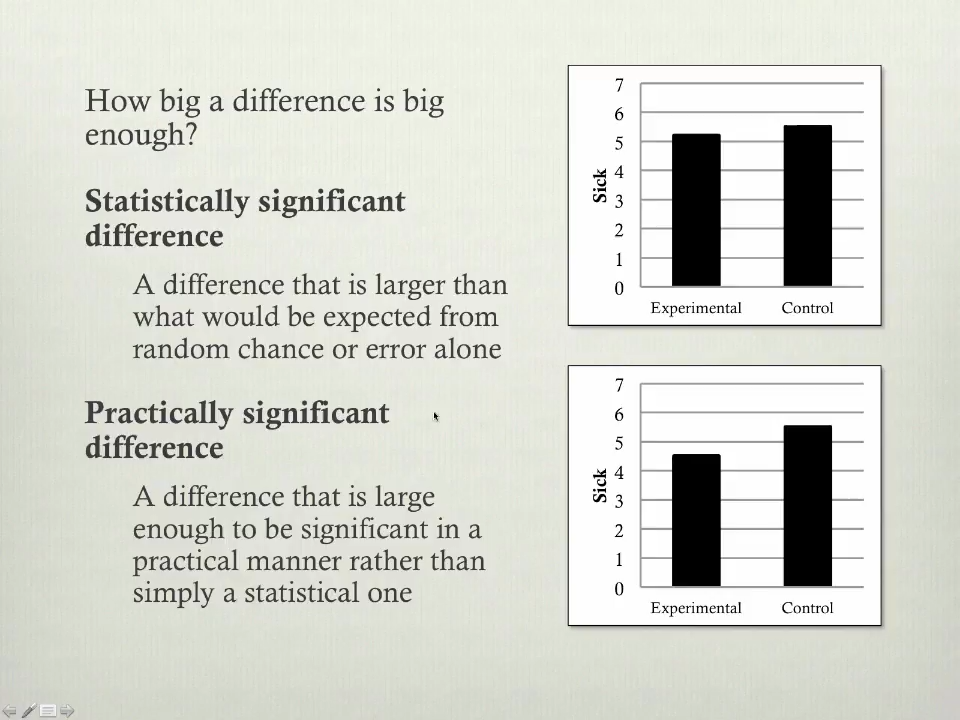 How big a difference is big
enough?
Statistically significant
difference
A difference that is larger than
what would be expected from
random chance or error alone
Practically significant
difference
A difference that is large
enough to be significant in a
practical manner rather than
simply a statistical one
7
6
5
4
3
2
1
0
Sick
Experimental Control
7
6
5
4
3
2
1
0
Sick
Experimental Control